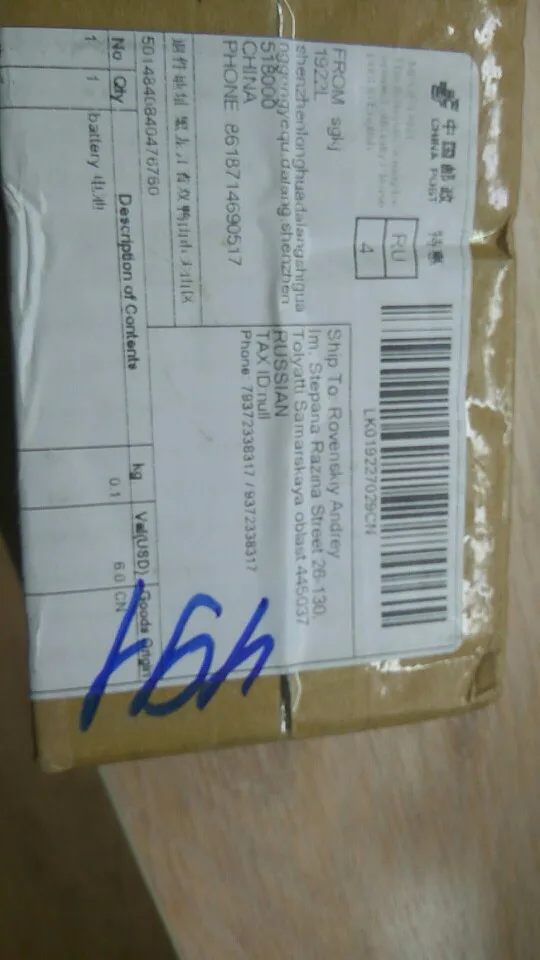 中国邮政
CHINA POST
特惠
RU
4
LK019227029CN
FROM sgkj
1922L
shenzhenlonghuadalangshigua
nggongyequ,dalang,shenzhen
518000
CHINA
PHONE 8618714690517
Ship To: Rovenskiy Andrey
Im. Stepana Razina Street 26-130,
Tolyatti Samarskaya oblast 445037
RUSSIAN
TAX ID:null
Phone: 79372338317 / 9372338317
5014840840476760
No Qty Description of Contents kg Val(USD) Goods Origin
1 1 battery 电池 0.1 6.0 CN
491